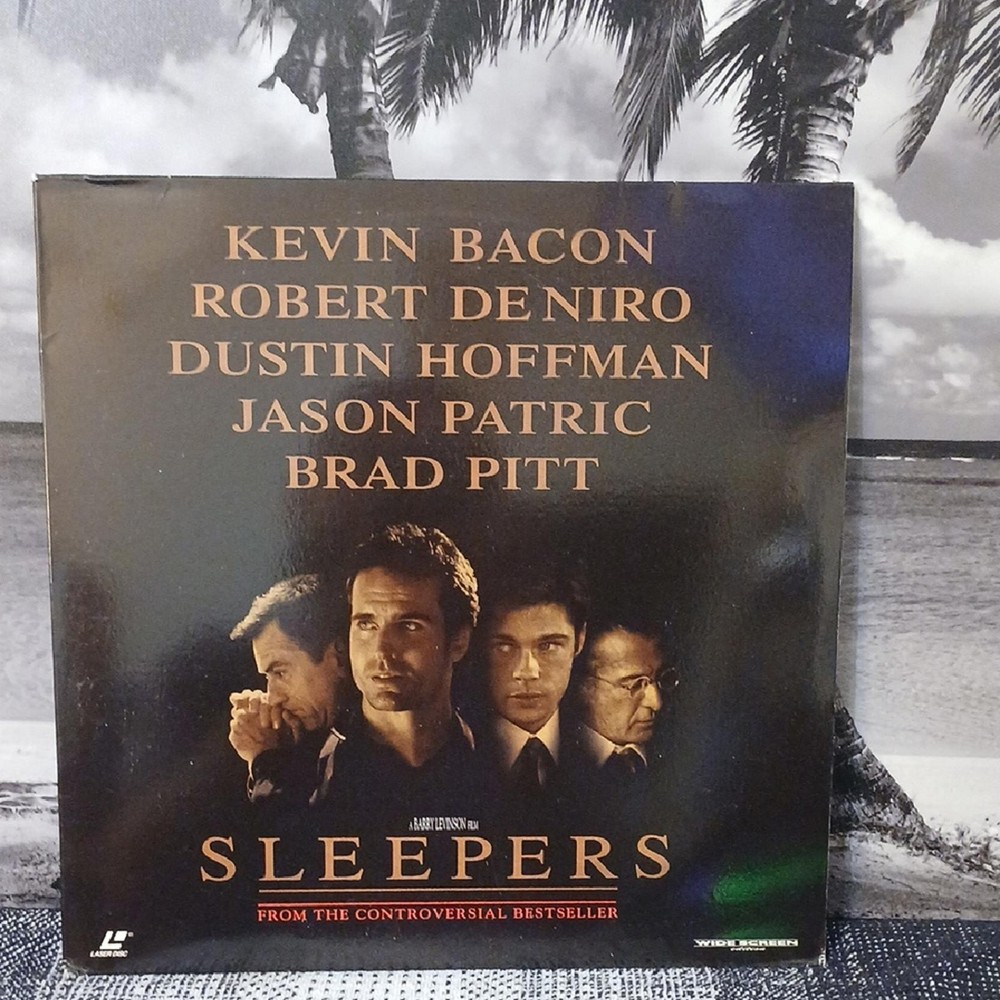 KEVIN BACON
ROBERT DE NIRO
DUSTIN HOFFMAN
JASON PATRIC
BRAD PITT
A BARRY LEVINSON FILM
SLEEPERS
FROM THE CONTROVERSIAL BESTSELLER
LASER DISC
WIDE SCREEN